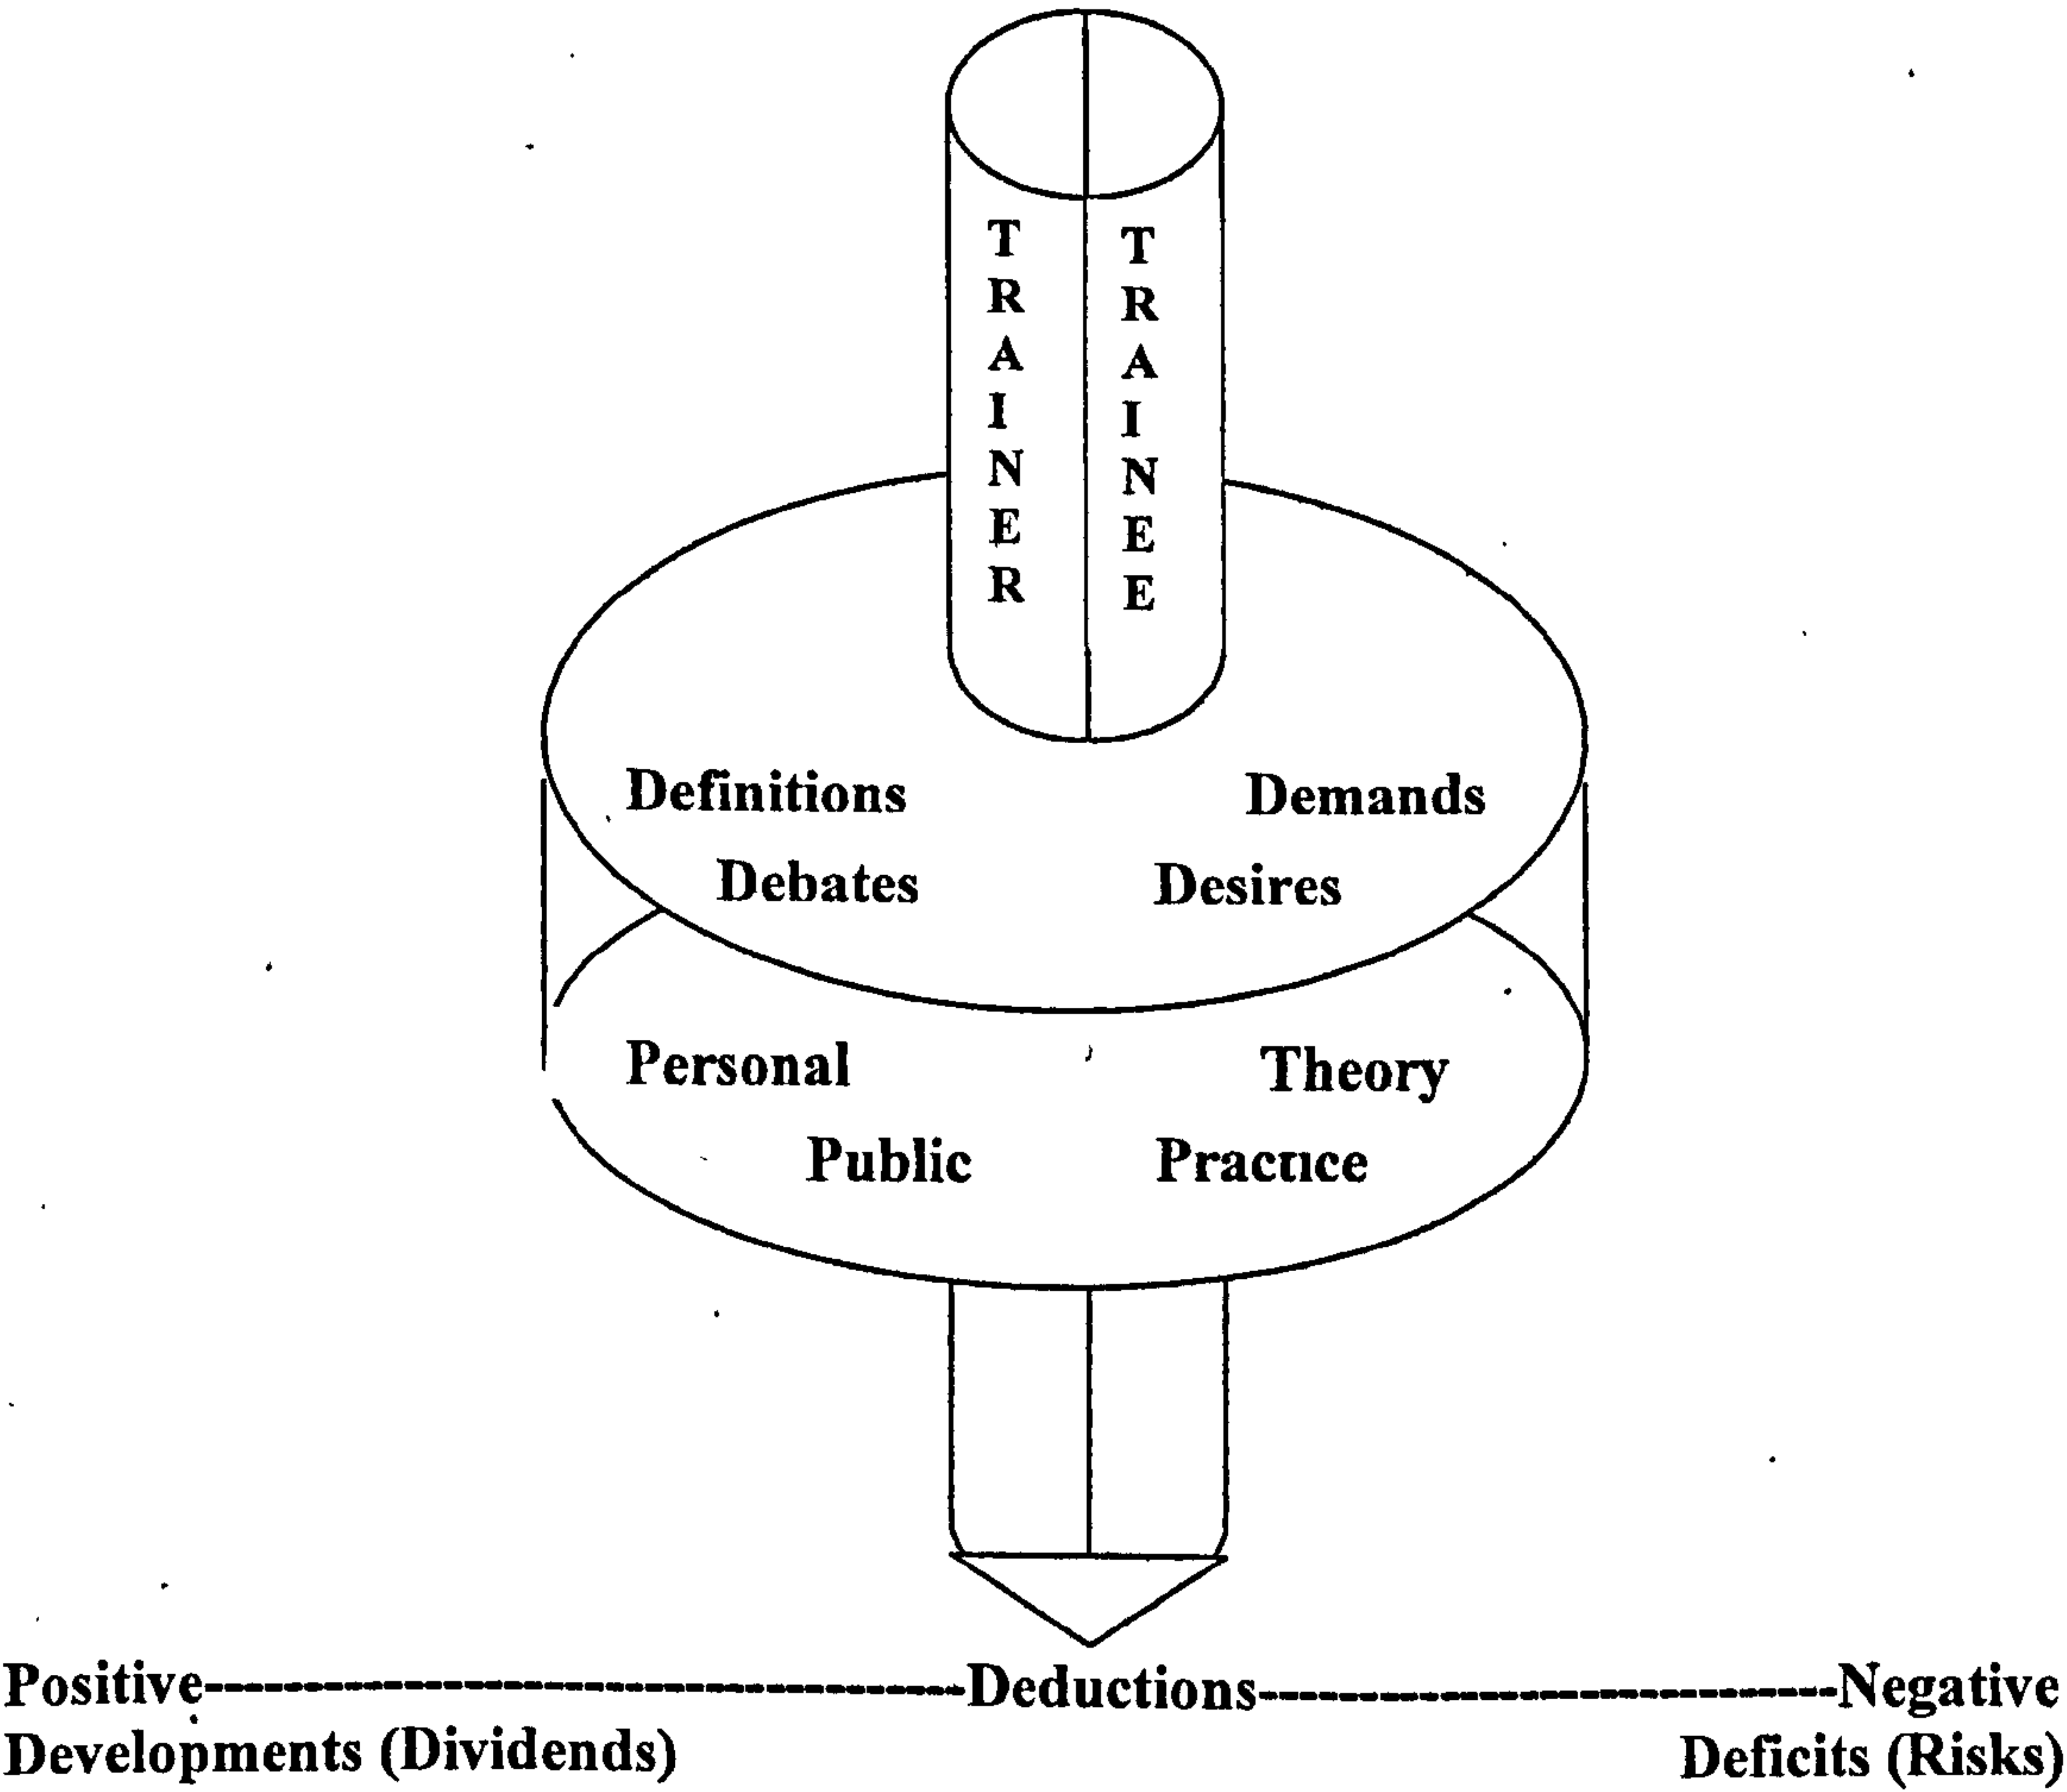 TRAINER
TRAINEE
Definitions Demands
Debates Desires
Personal Theory
Public Practice
Positive-----------------------------------Deductions---------------------------Negative
Developments (Dividends) Deficits (Risks)